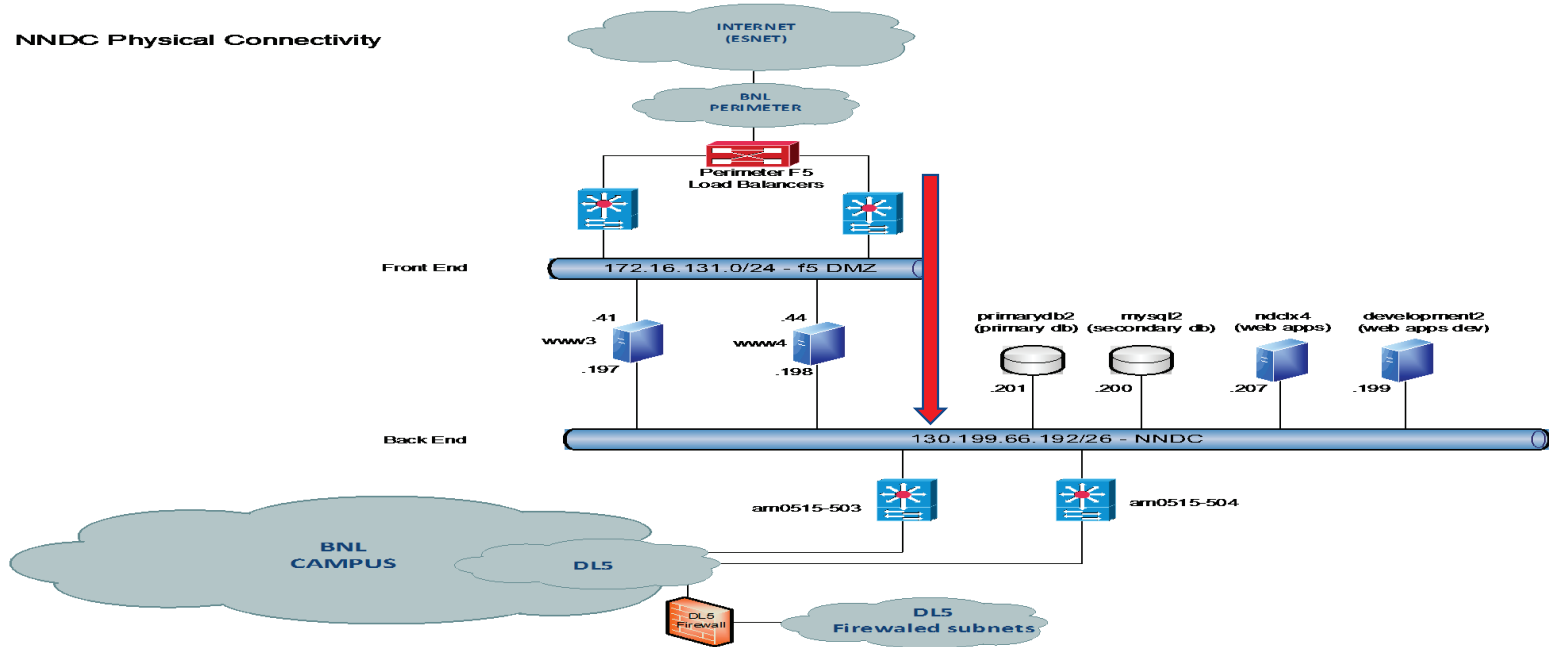 INTERNET
(ESNET)
NNDC Physical Connectivity
BNL
PERIMETER
Perimeter F5
Load Balancers
Front End
172.16.131.0/24 - f5 DMZ
.41
.44
www3
www4
.197
.198
primarydb2
(primary db)
mysql2
(secondary db)
ndclx4
(web apps)
development2
(web apps dev)
.201
.200
.207
.199
Back End
130.199.66.192/26 - NNDC
am0515-503
am0515-504
BNL
CAMPUS
DL5
DL5
Firewall
DL5
Firewaled subnets